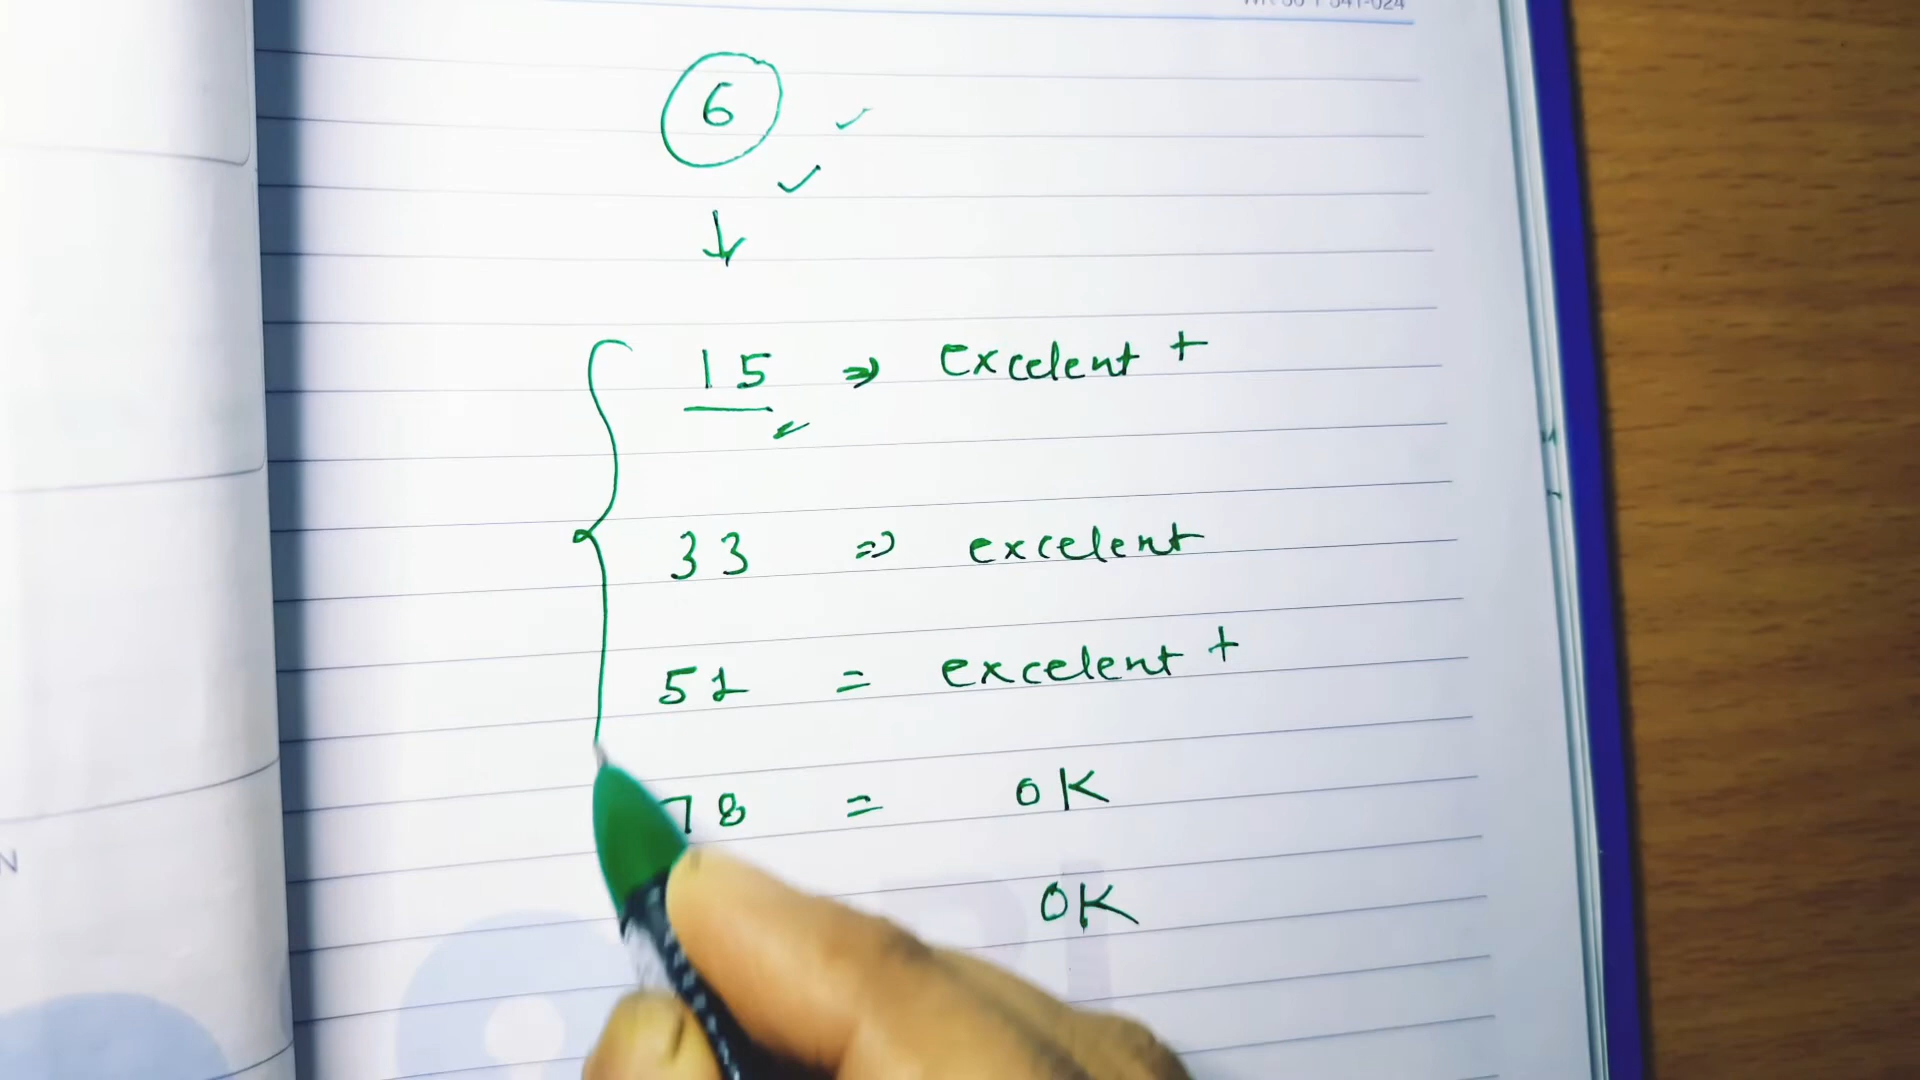 6
15 ⇒ Excelent +
33 ⇒ excelent
51 = excelent +
78 = OK
OK